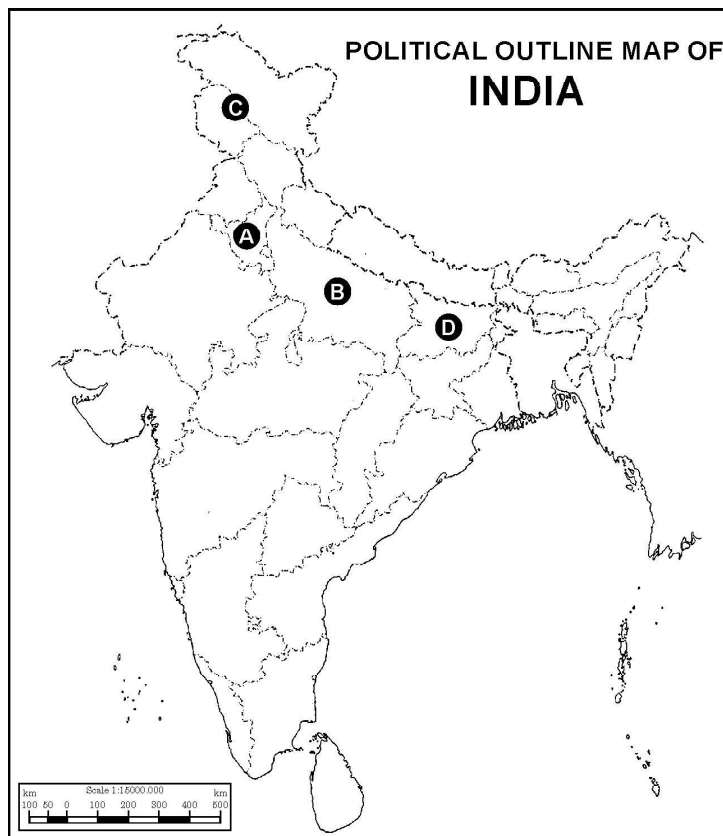 POLITICAL OUTLINE MAP OF
INDIA
C
A
B
D
Scale 1:15000.000
km km
100 50 0 100 200 300 400 500